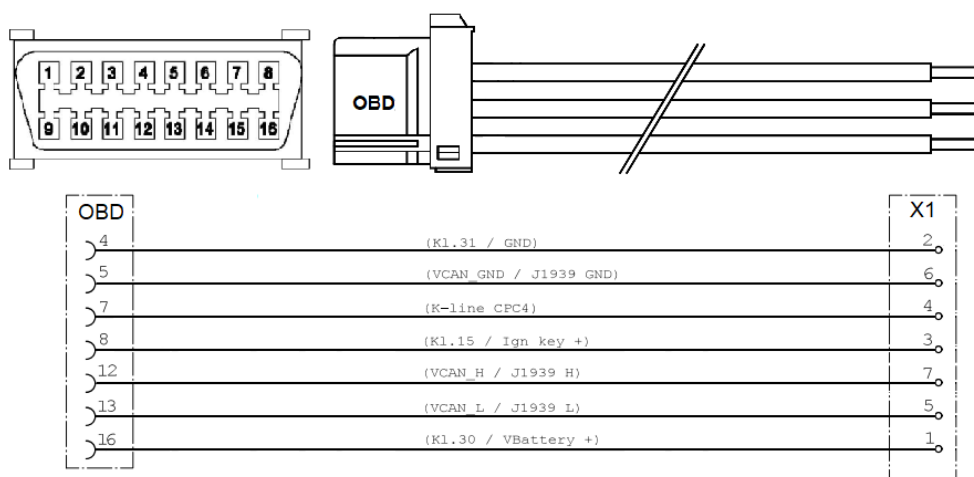 1 2 3 4 5 6 7 8
9 10 11 12 13 14 15 16
OBD
OBD X1
4 (Kl.31 / GND) 2
5 (VCAN_GND / J1939 GND) 6
7 (K-line CPC4) 4
8 (Kl.15 / Ign key +) 3
12 (VCAN_H / J1939 H) 7
13 (VCAN_L / J1939 L) 5
16 (Kl.30 / VBattery +) 1